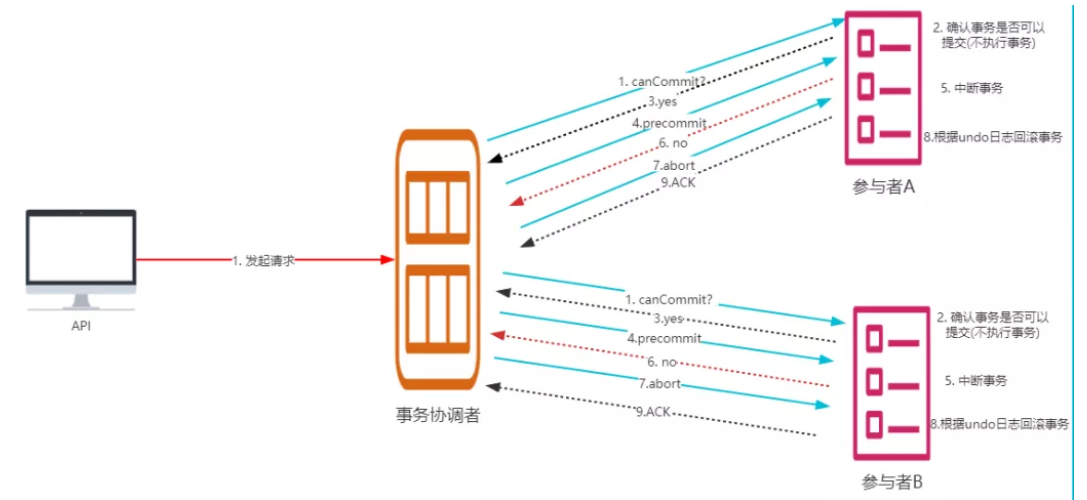 2. 确认事务是否可以
提交(不执行事务)
1. canCommit?
3.yes
5. 中断事务
4.precommit
6. no
8.根据undo日志回滚事务
7.abort
9.ACK
参与者A
1. 发起请求
API
事务协调者
1. canCommit?
2. 确认事务是否可以
提交(不执行事务)
3.yes
4.precommit
6. no
5. 中断事务
7.abort
9.ACK
8.根据undo日志回滚事务
参与者B